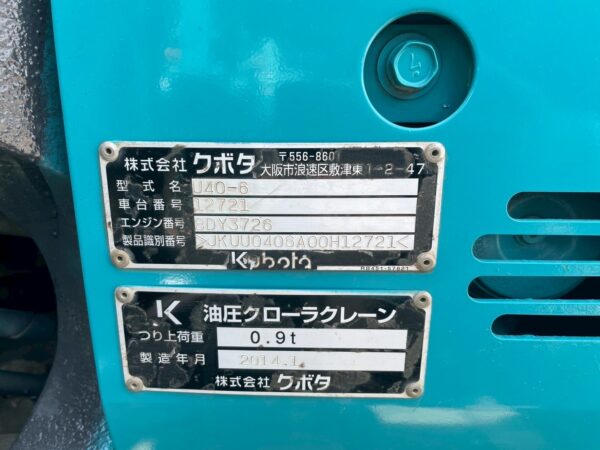 株式会社 クボタ 〒556-860
大阪市浪速区敷津東1-2-47
型式名 U40-6
車台番号 12721
エンジン番号 BDY3726
製品識別番号 >JKUU0406A00H12721<
Kubota
油圧クローラクレーン
つり上荷重 0.9t
製造年月 2014.1
株式会社 クボタ